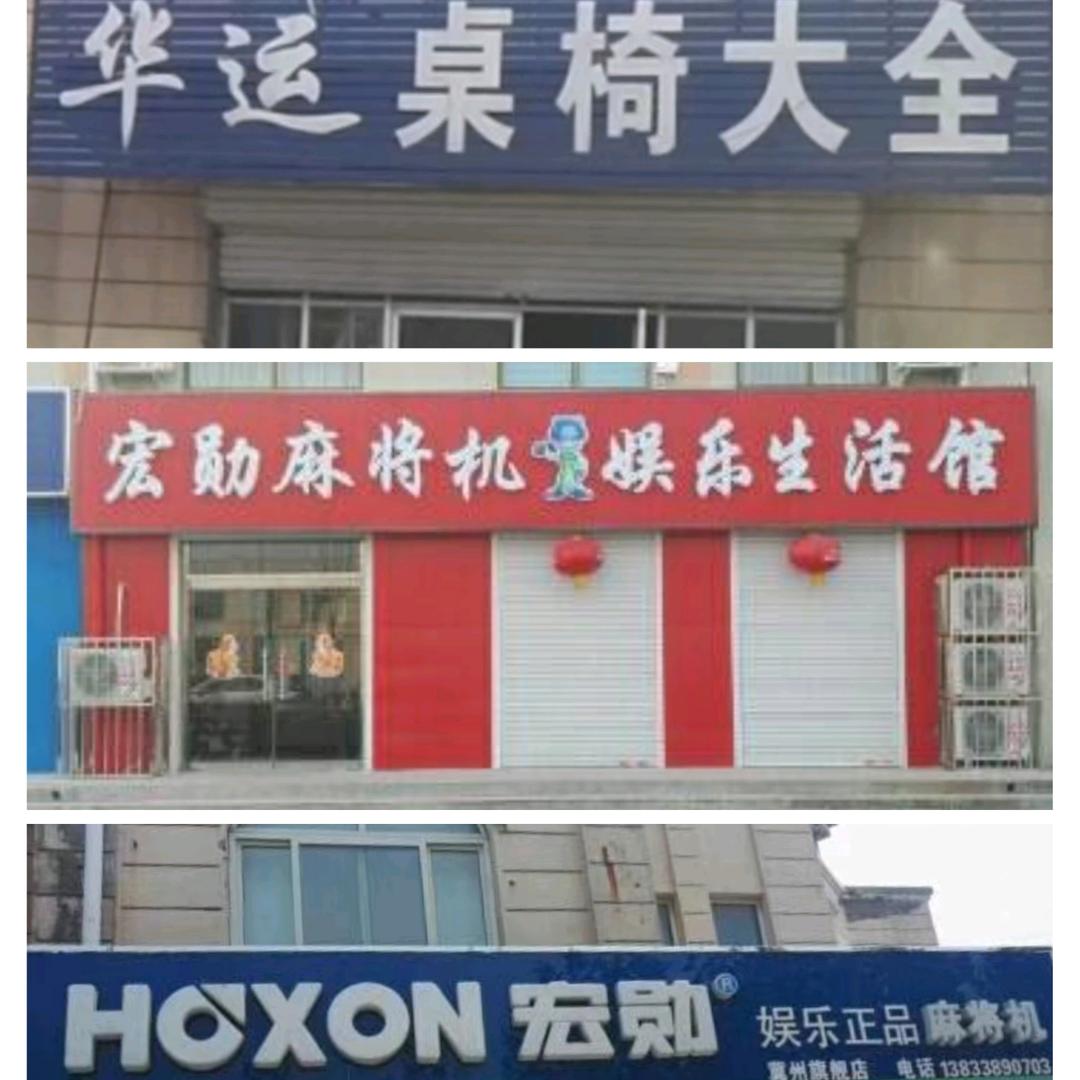 华运桌椅大全
宏勋麻将机 娱乐生活馆
HOXON 宏勋® 娱乐正品麻将机
冀州旗舰店 电话 13833890703